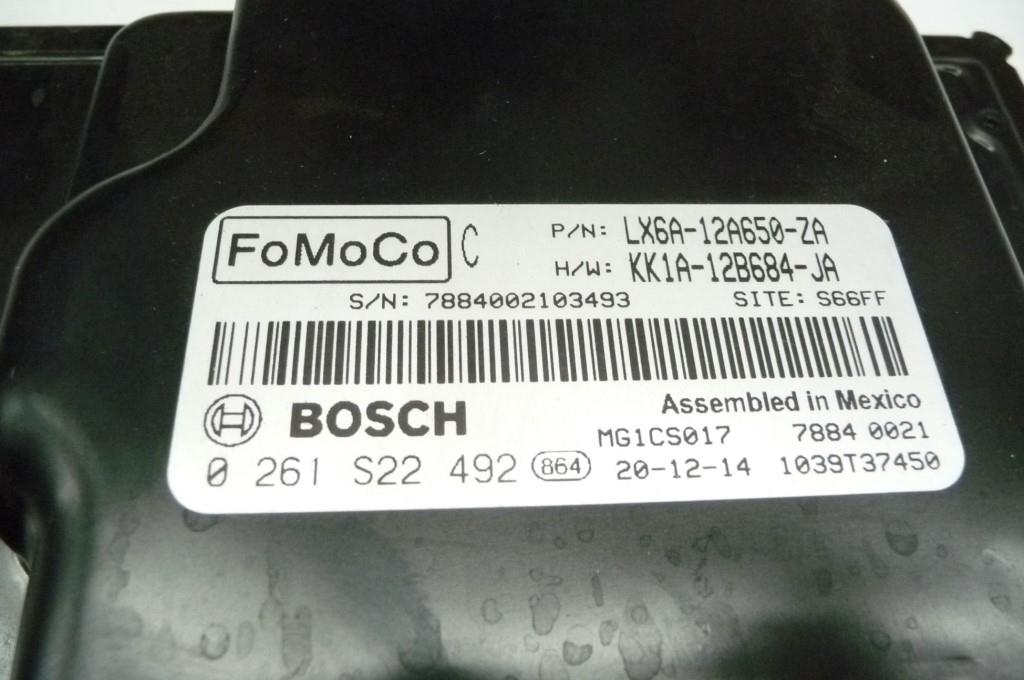 FoMoCo C P/N: LX6A-12A650-ZA
H/W: KK1A-12B684-JA
S/N: 7884002103493 SITE: S66FF
BOSCH Assembled in Mexico
MG1CS017 7884 0021
0 261 S22 492 864 20-12-14 1039T37450